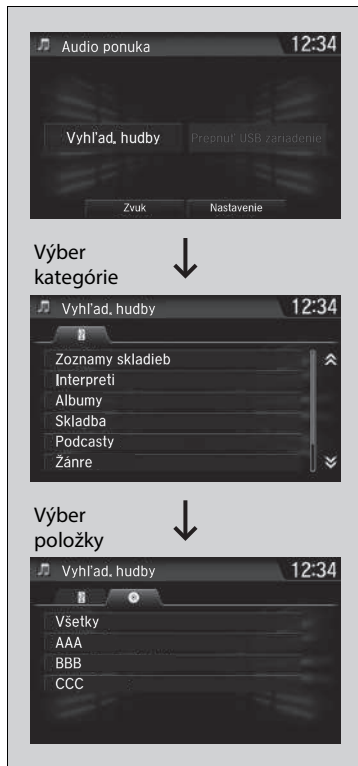 Audio ponuka 12:34
Vyhľad. hudby Prepnúť USB zariadenie
Zvuk Nastavenie
Výber
kategórie
Vyhľad. hudby 12:34
Zoznamy skladieb
Interpreti
Albumy
Skladba
Podcasty
Žánre
Výber
položky
Vyhľad. hudby 12:34
Všetky
AAA
BBB
CCC